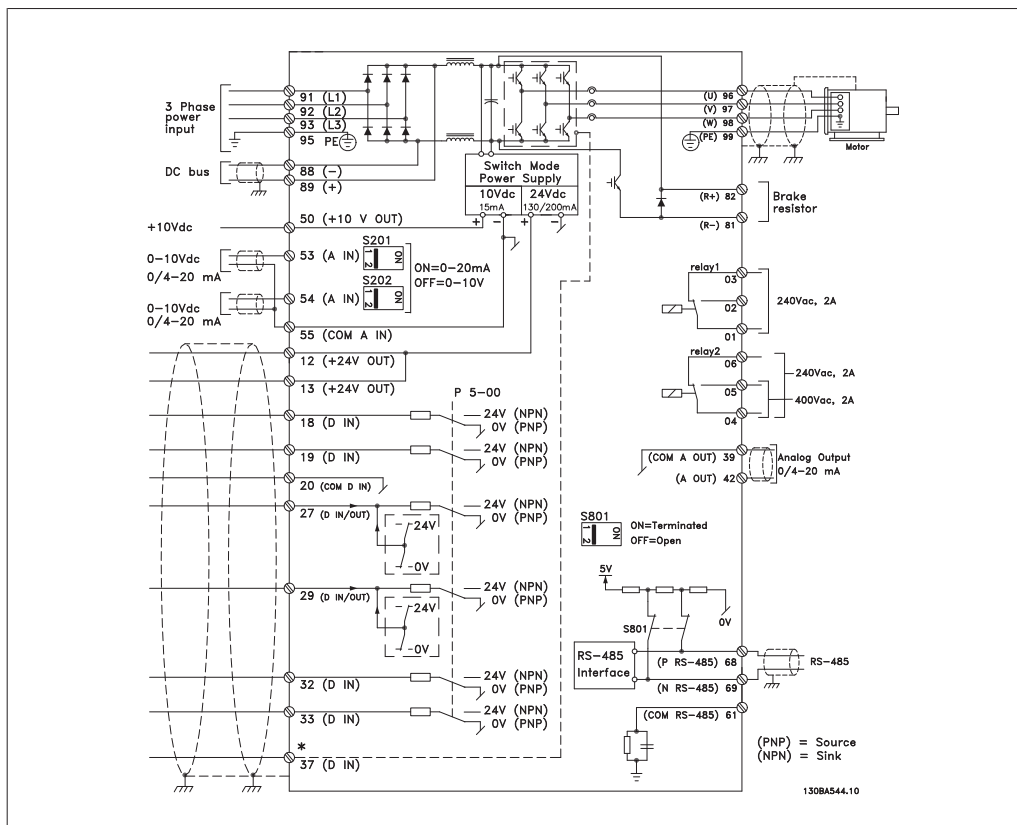 3 Phase
power
input
91 (L1)
92 (L2)
93 (L3)
95 PE
DC bus
88 (-)
89 (+)
+10Vdc
50 (+10 V OUT)
0-10Vdc
0/4-20 mA
53 (A IN)
S201
1 2
ON
ON=0-20mA
OFF=0-10V
0-10Vdc
0/4-20 mA
54 (A IN)
S202
1 2
ON
55 (COM A IN)
12 (+24V OUT)
13 (+24V OUT)
P 5-00
18 (D IN)
24V (NPN)
0V (PNP)
19 (D IN)
24V (NPN)
0V (PNP)
20 (COM D IN)
27 (D IN/OUT)
24V (NPN)
0V (PNP)
24V
0V
29 (D IN/OUT)
24V (NPN)
0V (PNP)
24V
0V
32 (D IN)
24V (NPN)
0V (PNP)
33 (D IN)
24V (NPN)
0V (PNP)
*
37 (D IN)
Switch Mode
Power Supply
10Vdc
15mA
24Vdc
130/200mA
+ - + -
(U) 96
(V) 97
(W) 98
(PE) 99
Motor
(R+) 82
(R-) 81
Brake
resistor
relay1
03
02
01
240Vac, 2A
relay2
06
05
04
240Vac, 2A
400Vac, 2A
(COM A OUT) 39
(A OUT) 42
Analog Output
0/4-20 mA
S801
1 2
ON
ON=Terminated
OFF=Open
5V
0V
S801
RS-485
Interface
(P RS-485) 68
(N RS-485) 69
(COM RS-485) 61
RS-485
(PNP) = Source
(NPN) = Sink
130BA544.10